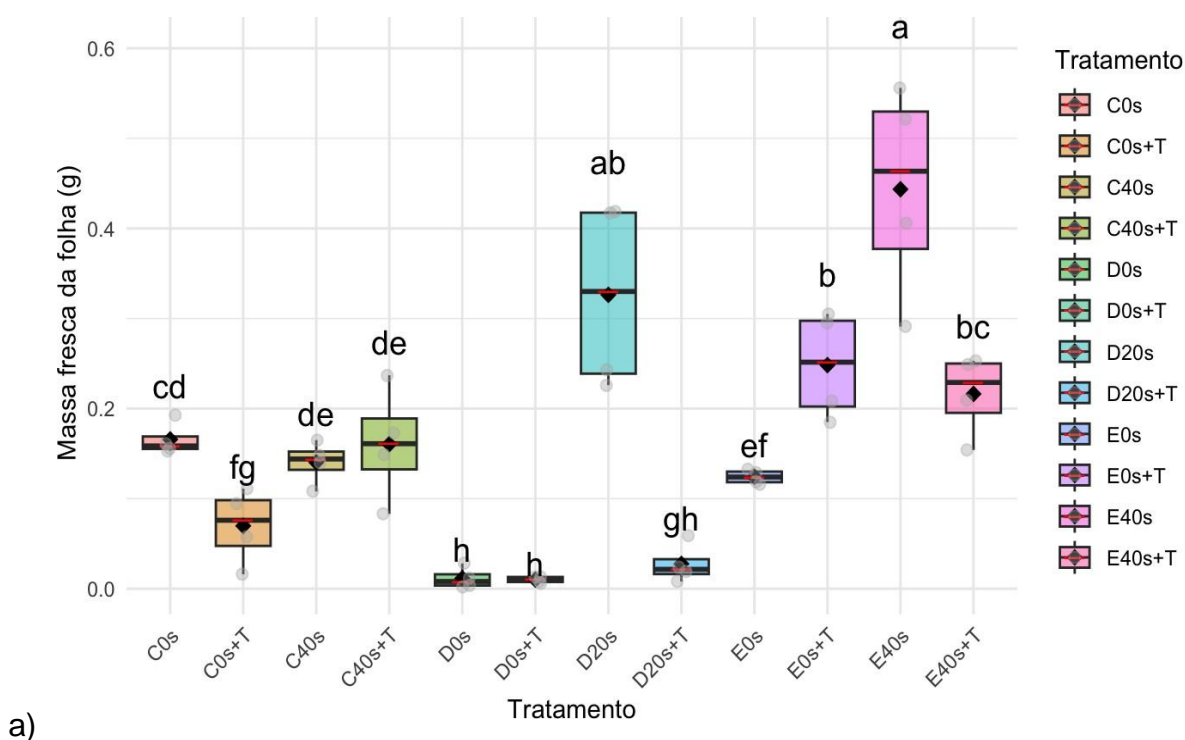 a
ab
b
bc
cd
de
de
ef
fg
gh
h
h
0.6
0.4
0.2
0.0
Massa fresca da folha (g)
C0s
C0s+T
C40s
C40s+T
D0s
D0s+T
D20s
D20s+T
E0s
E0s+T
E40s
E40s+T
Tratamento
Tratamento
C0s
C0s+T
C40s
C40s+T
D0s
D0s+T
D20s
D20s+T
E0s
E0s+T
E40s
E40s+T
a)